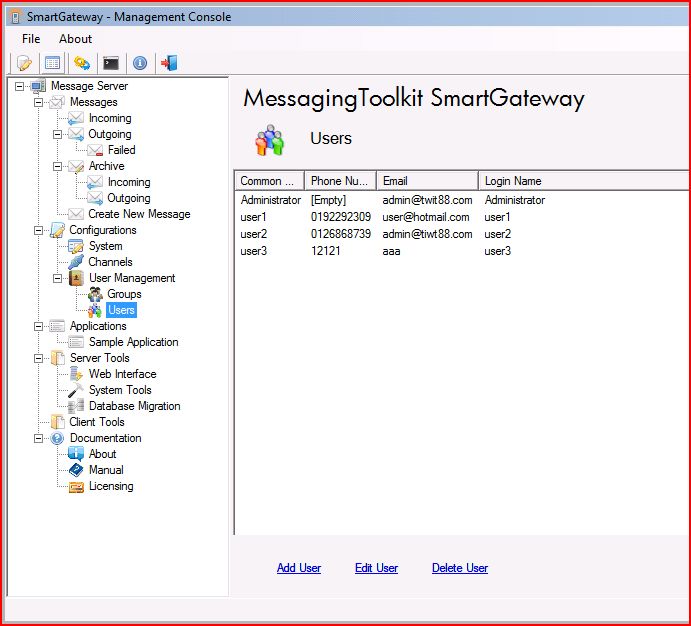 SmartGateway - Management Console
File About
Message Server
Messages
Incoming
Outgoing
Failed
Archive
Incoming
Outgoing
Create New Message
Configurations
System
Channels
User Management
Groups
Users
Applications
Sample Application
Server Tools
Web Interface
System Tools
Database Migration
Client Tools
Documentation
About
Manual
Licensing
MessagingToolkit SmartGateway
Users
Common ... Phone Nu... Email Login Name
Administrator [Empty] admin@twit88.com Administrator
user1 0192292309 user@hotmail.com user1
user2 0126868739 admin@tiwt88.com user2
user3 12121 aaa user3
Add User Edit User Delete User